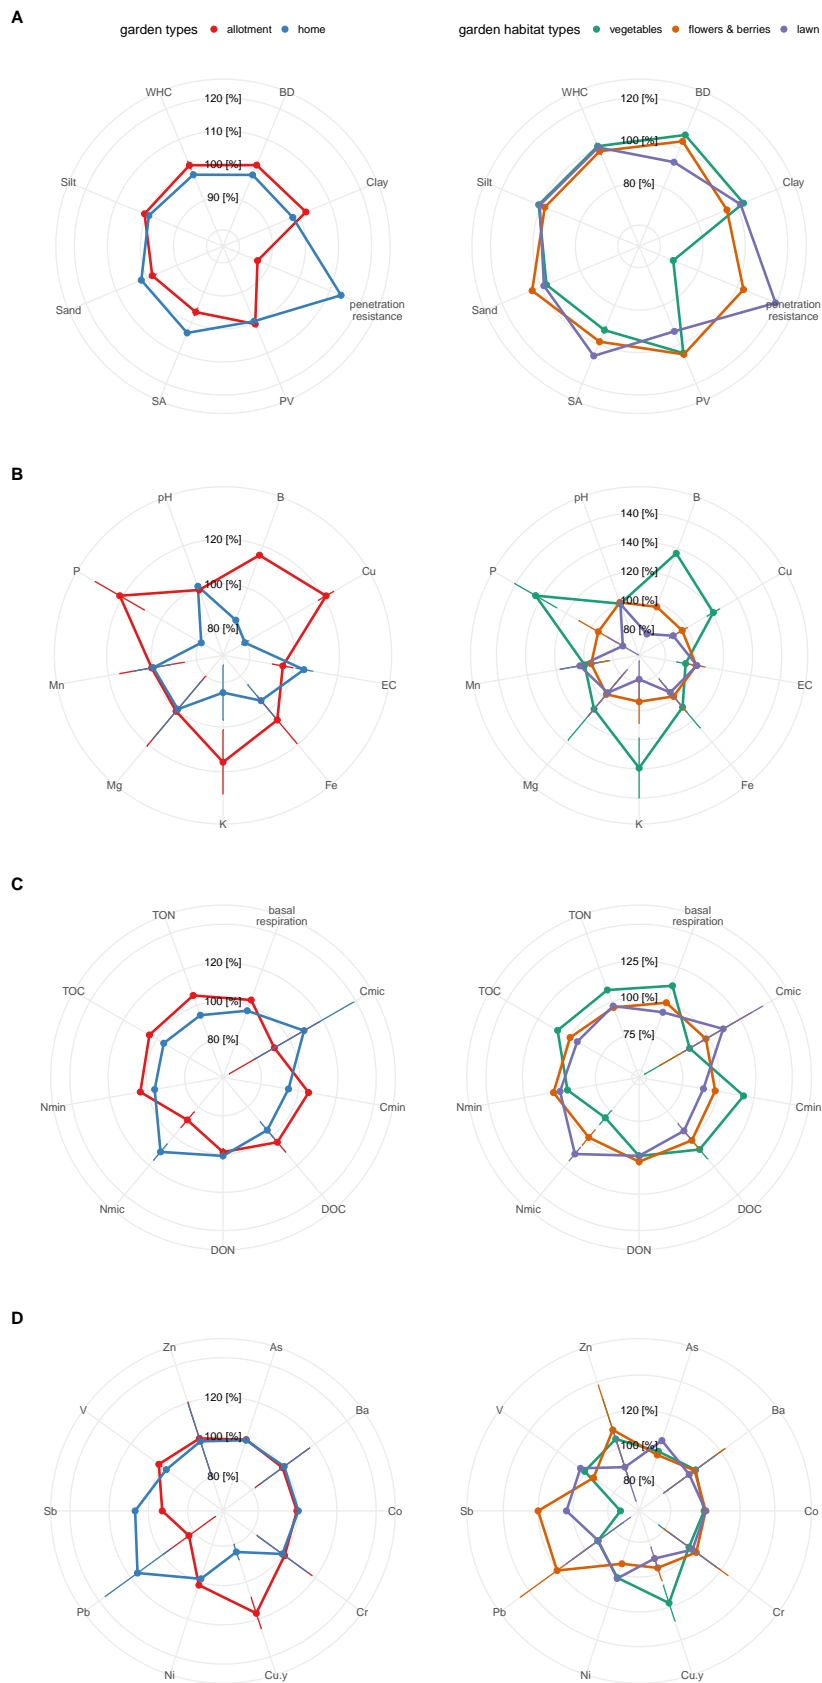 A
garden types allotment home
garden habitat types vegetables flowers & berries lawn
WHC BD
120 [%]
110 [%]
100 [%]
90 [%]
Silt Clay
Sand penetration
resistance
SA PV
WHC BD
120 [%]
100 [%]
80 [%]
Silt Clay
Sand penetration
resistance
SA PV
B
pH B
120 [%]
100 [%]
80 [%]
P Cu
Mn EC
Mg Fe
K
pH B
140 [%]
140 [%]
120 [%]
100 [%]
80 [%]
P Cu
Mn EC
Mg Fe
K
C
TON basal
respiration
120 [%]
100 [%]
80 [%]
TOC Cmic
Nmin Cmin
Nmic DOC
DON
TON basal
respiration
125 [%]
100 [%]
75 [%]
TOC Cmic
Nmin Cmin
Nmic DOC
DON
D
Zn As
120 [%]
100 [%]
80 [%]
V Ba
Sb Co
Pb Cr
Ni Cu.y
Zn As
120 [%]
100 [%]
80 [%]
V Ba
Sb Co
Pb Cr
Ni Cu.y